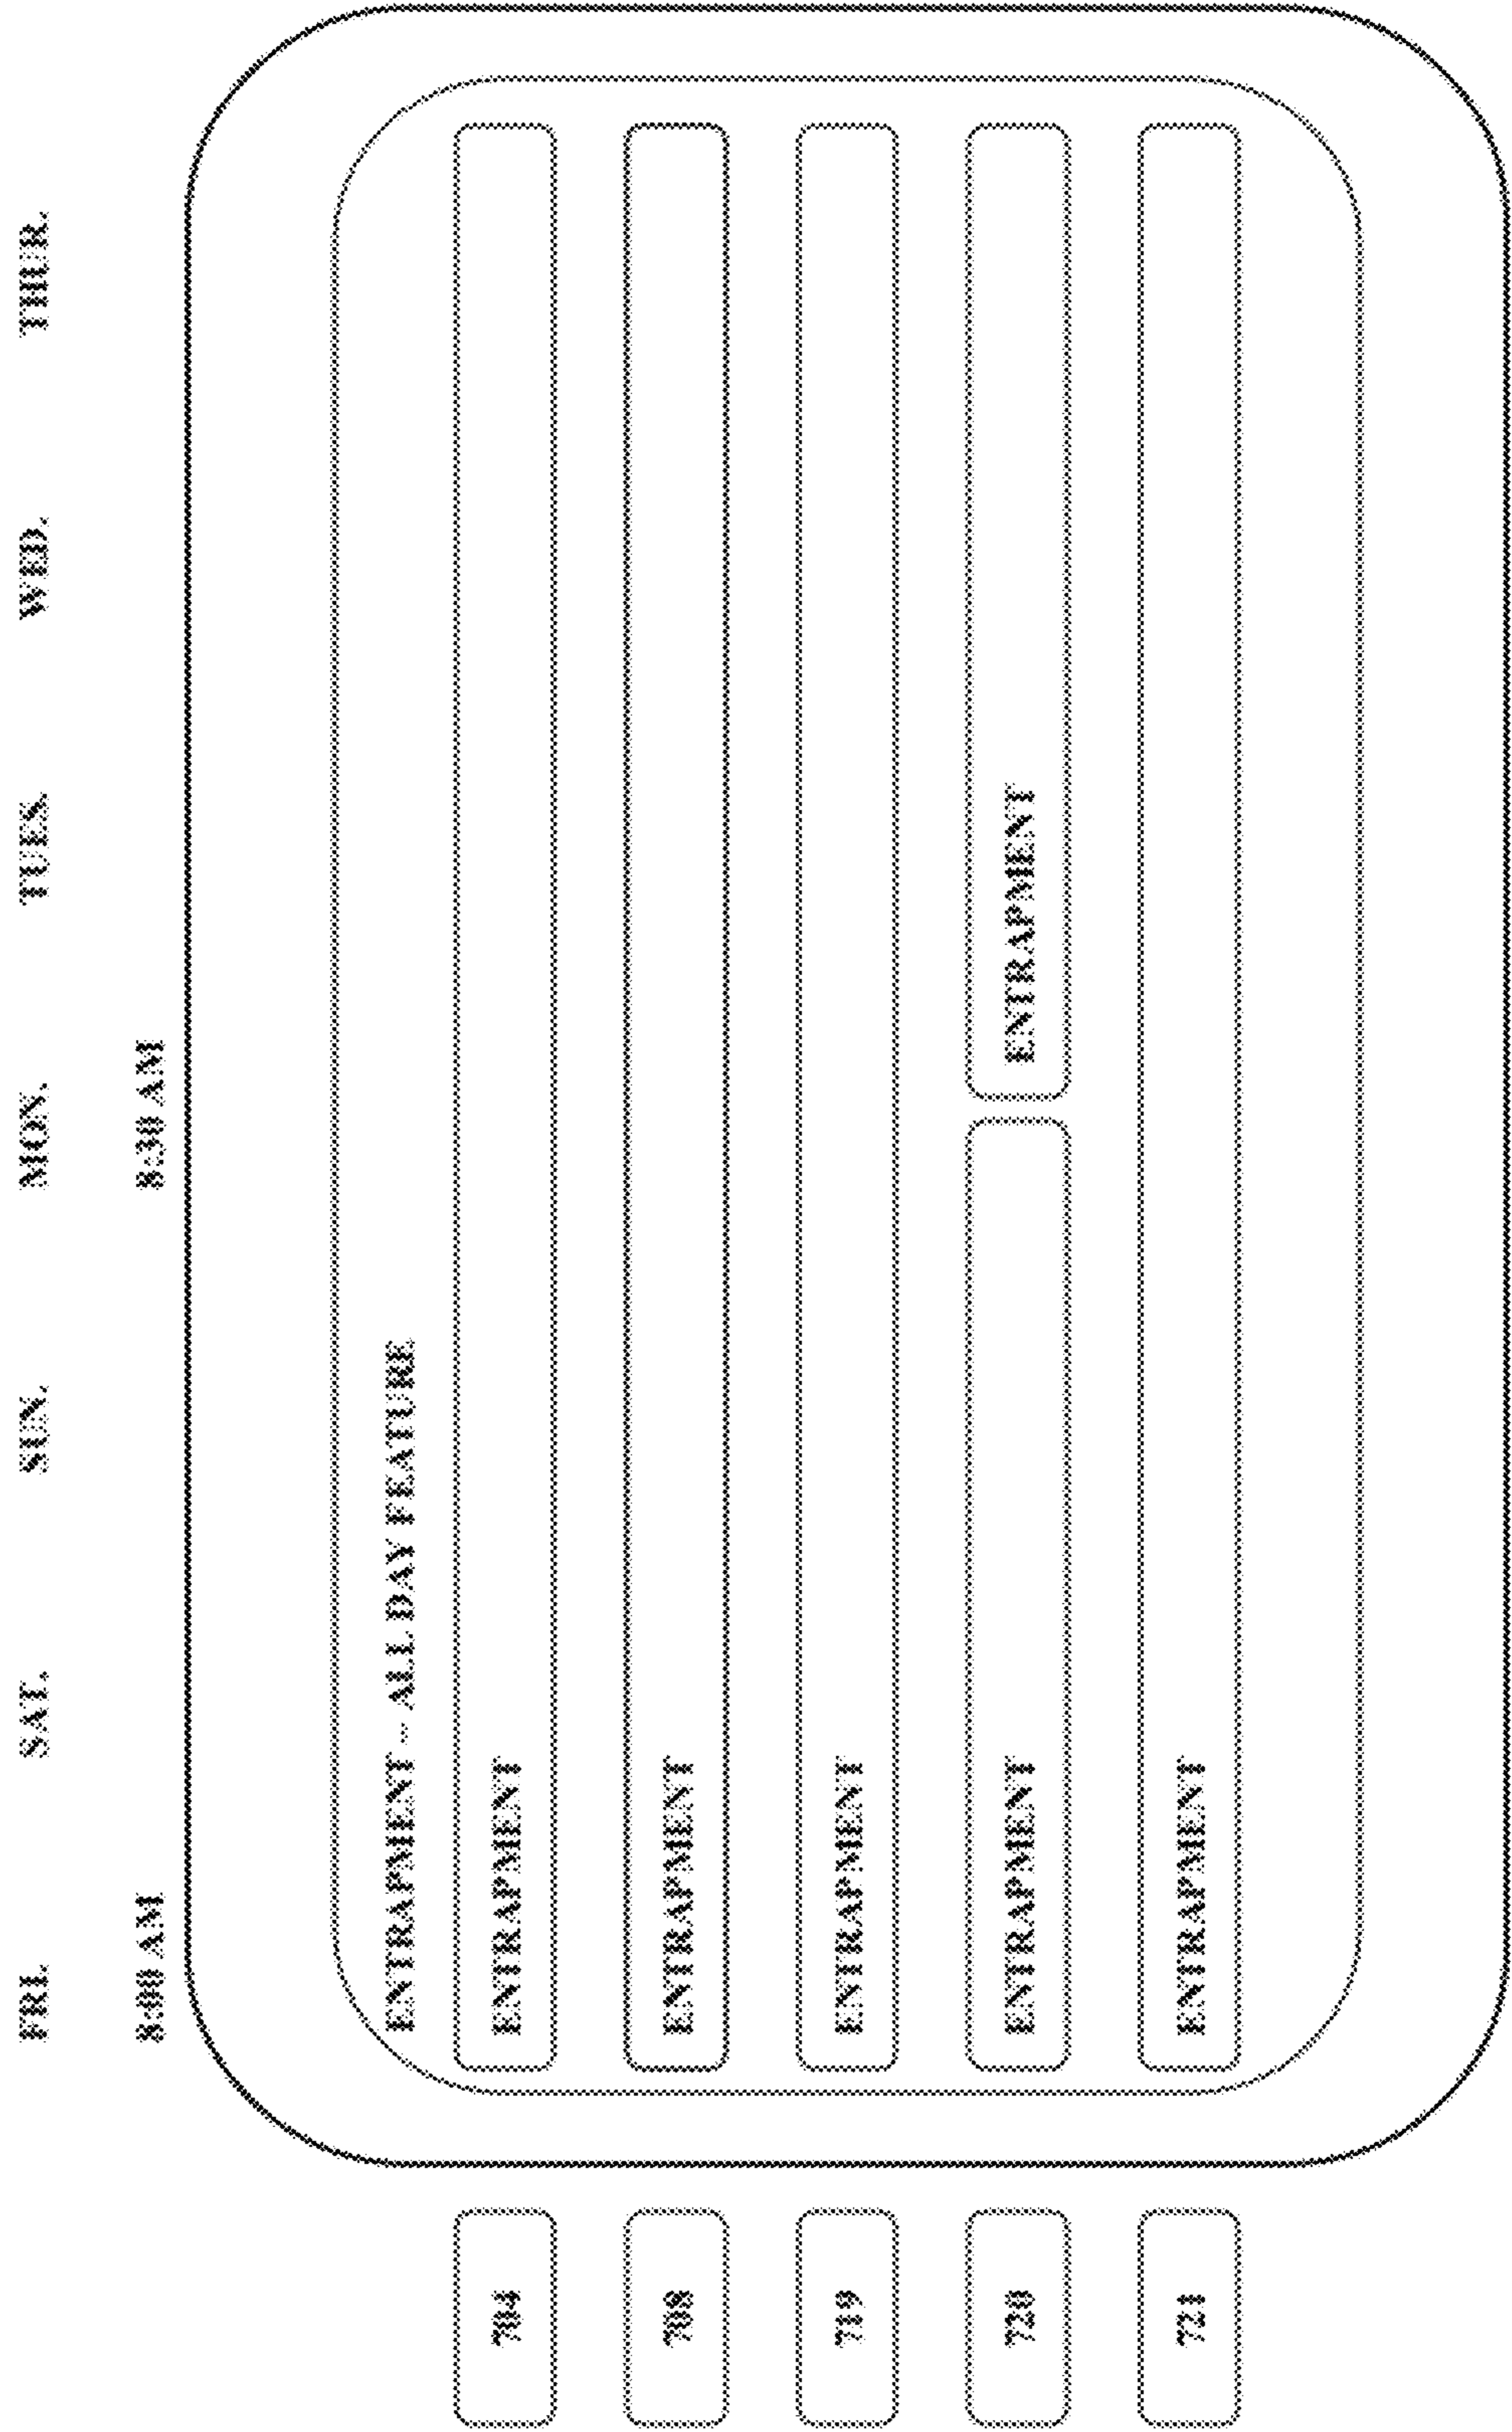 FRI. SAT. SUN. MON. TUES. WED. THUR.
8:00 AM 8:30 AM
ENTRAPMENT - ALL DAY FEATURE
704 ENTRAPMENT
708 ENTRAPMENT
719 ENTRAPMENT
720 ENTRAPMENT ENTRAPMENT
721 ENTRAPMENT